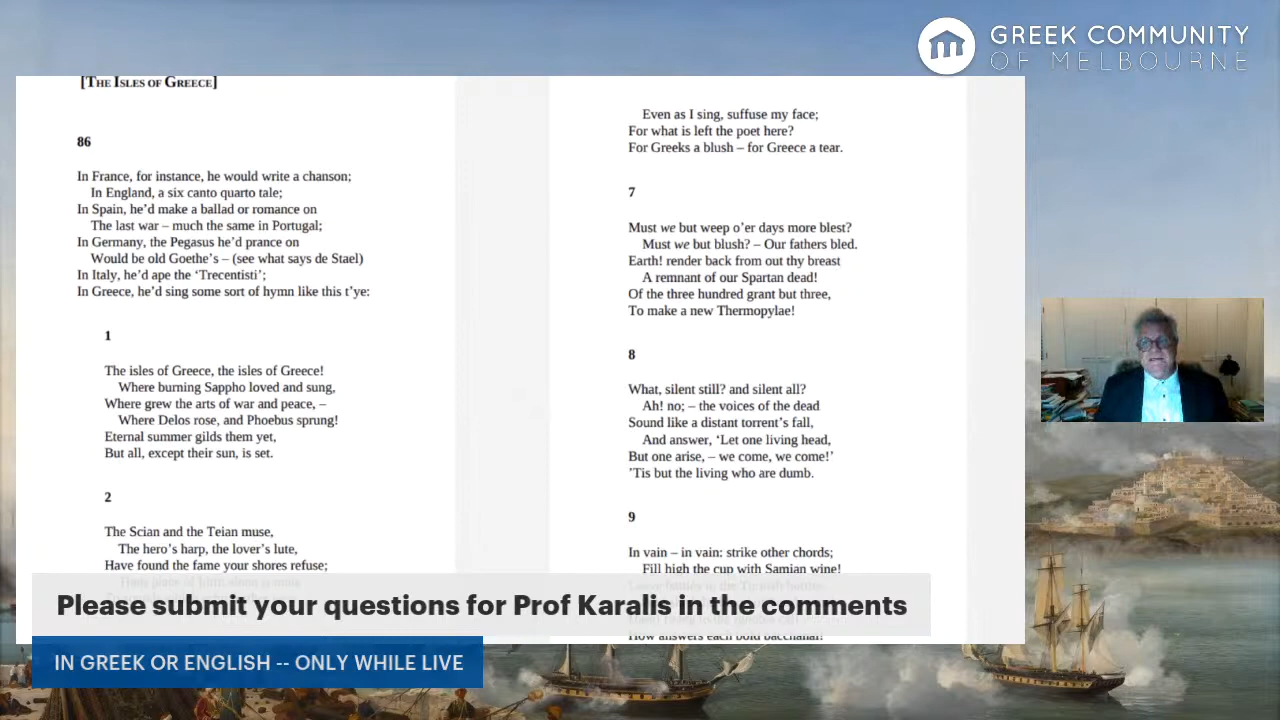 GREEK COMMUNITY
OF MELBOURNE
[THE ISLES OF GREECE]
86
In France, for instance, he would write a chanson;
In England, a six canto quarto tale;
In Spain, he’d make a ballad or romance on
The last war – much the same in Portugal;
In Germany, the Pegasus he’d prance on
Would be old Goethe’s – (see what says de Stael)
In Italy, he’d ape the ‘Trecentisti’;
In Greece, he’d sing some sort of hymn like this t’ye:
1
The isles of Greece, the isles of Greece!
Where burning Sappho loved and sung,
Where grew the arts of war and peace, –
Where Delos rose, and Phoebus sprung!
Eternal summer gilds them yet,
But all, except their sun, is set.
2
The Scian and the Teian muse,
The hero’s harp, the lover’s lute,
Have found the fame your shores refuse;
Even as I sing, suffuse my face;
For what is left the poet here?
For Greeks a blush – for Greece a tear.
7
Must we but weep o’er days more blest?
Must we but blush? – Our fathers bled.
Earth! render back from out thy breast
A remnant of our Spartan dead!
Of the three hundred grant but three,
To make a new Thermopylae!
8
What, silent still? and silent all?
Ah! no; – the voices of the dead
Sound like a distant torrent’s fall,
And answer, ‘Let one living head,
But one arise, – we come, we come!’
’Tis but the living who are dumb.
9
In vain – in vain: strike other chords;
Fill high the cup with Samian wine!
How answers each bold bacchanal!
Please submit your questions for Prof Karalis in the comments
IN GREEK OR ENGLISH -- ONLY WHILE LIVE